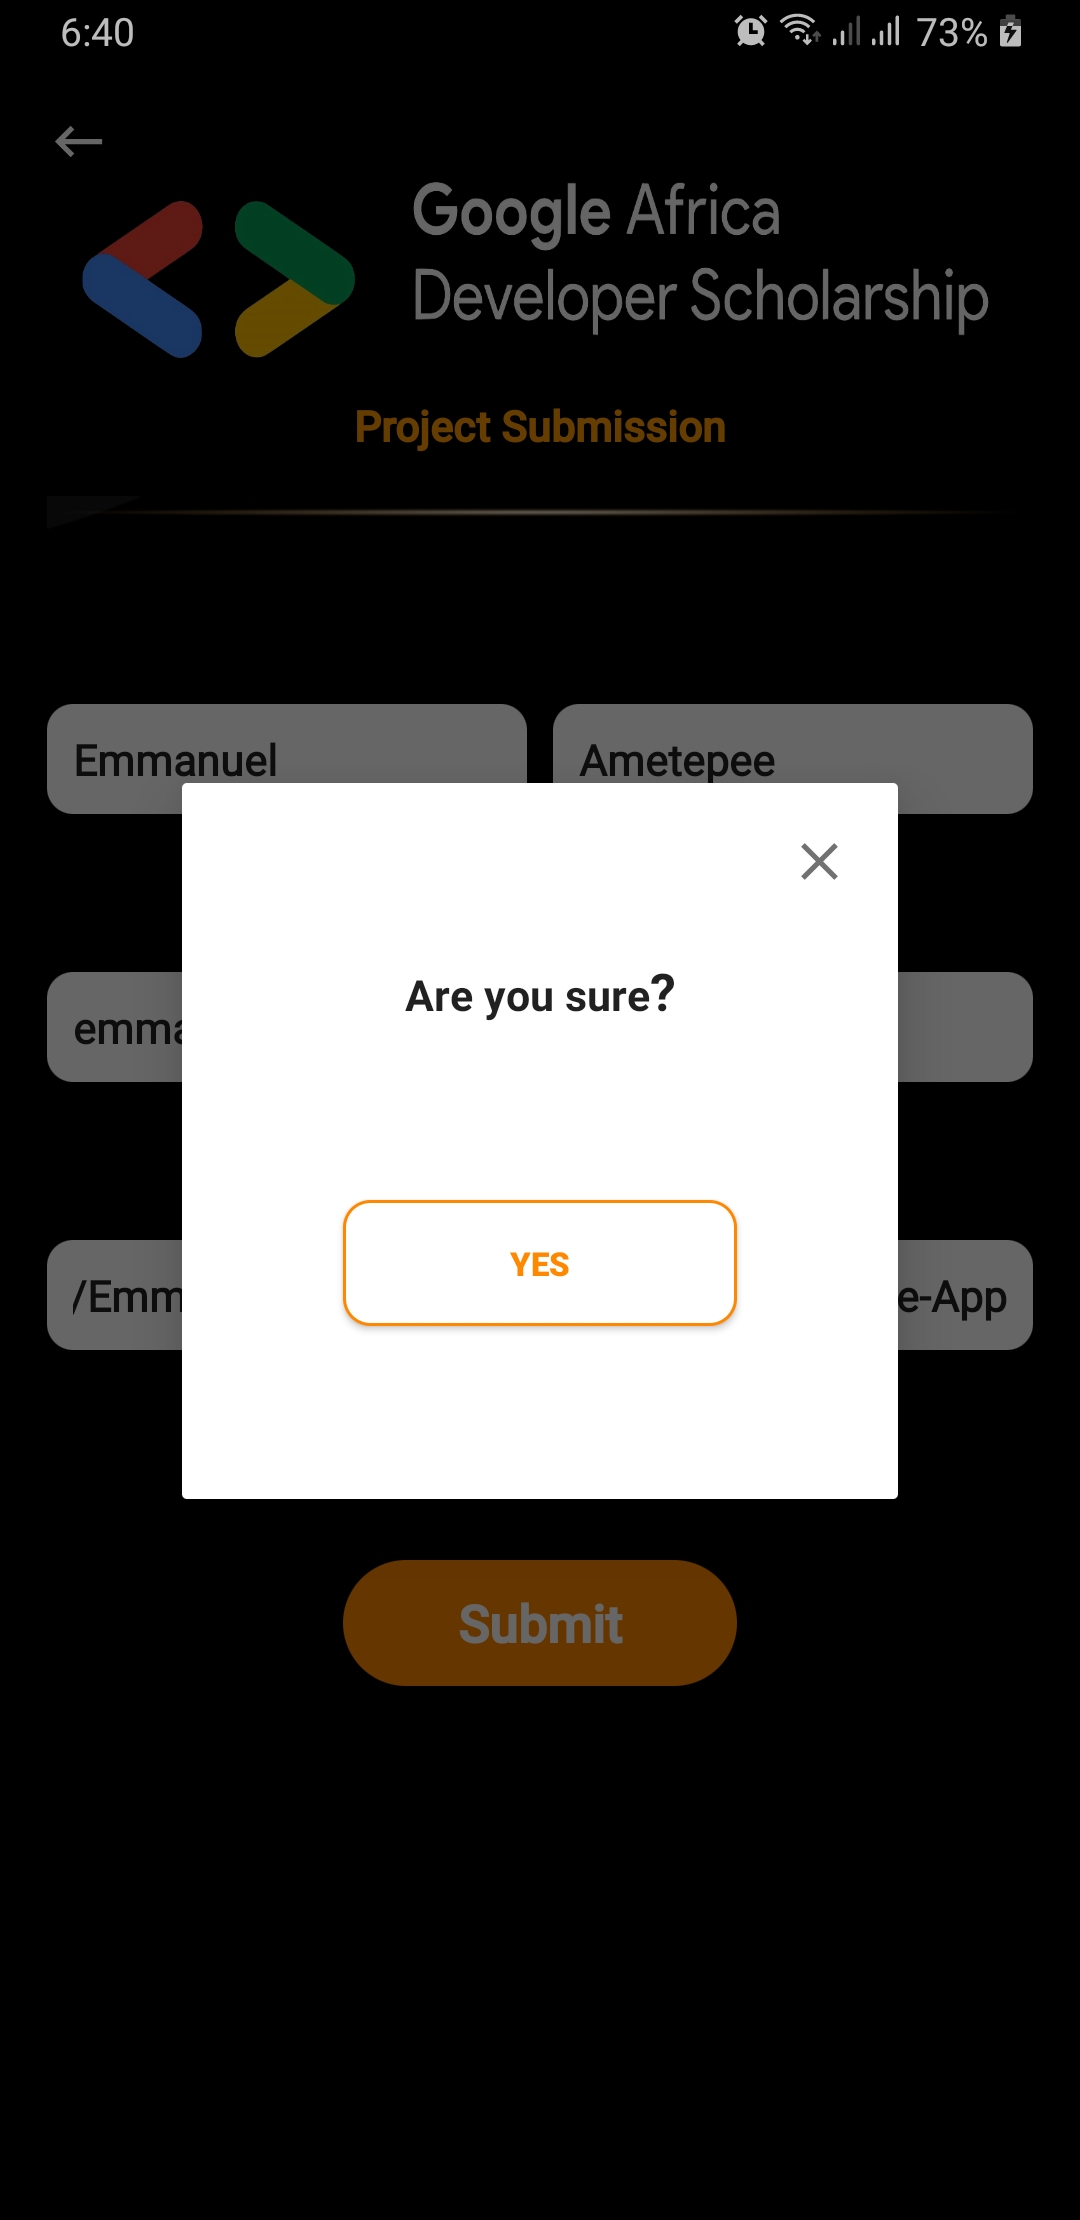 6:40 73%
Google Africa
Developer Scholarship
Project Submission
Emmanuel Ametepee
Are you sure?
emma
YES
/Emm e-App
Submit